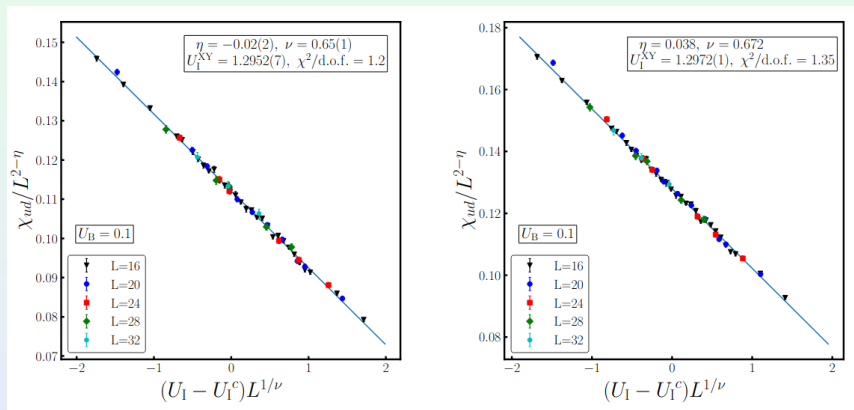 η = −0.02(2), ν = 0.65(1)
U_I^XY = 1.2952(7), χ²/d.o.f. = 1.2
0.15
0.14
0.13
0.12
0.11
0.10
0.09
0.08
0.07
χ_ud/L^{2−η}
U_B = 0.1
L=16
L=20
L=24
L=28
L=32
−2
−1
0
1
2
(U_I − U_I^c)L^{1/ν}
η = 0.038, ν = 0.672
U_I^XY = 1.2972(1), χ²/d.o.f. = 1.35
0.18
0.16
0.14
0.12
0.10
0.08
χ_ud/L^{2−η}
U_B = 0.1
L=16
L=20
L=24
L=28
L=32
−2
−1
0
1
2
(U_I − U_I^c)L^{1/ν}